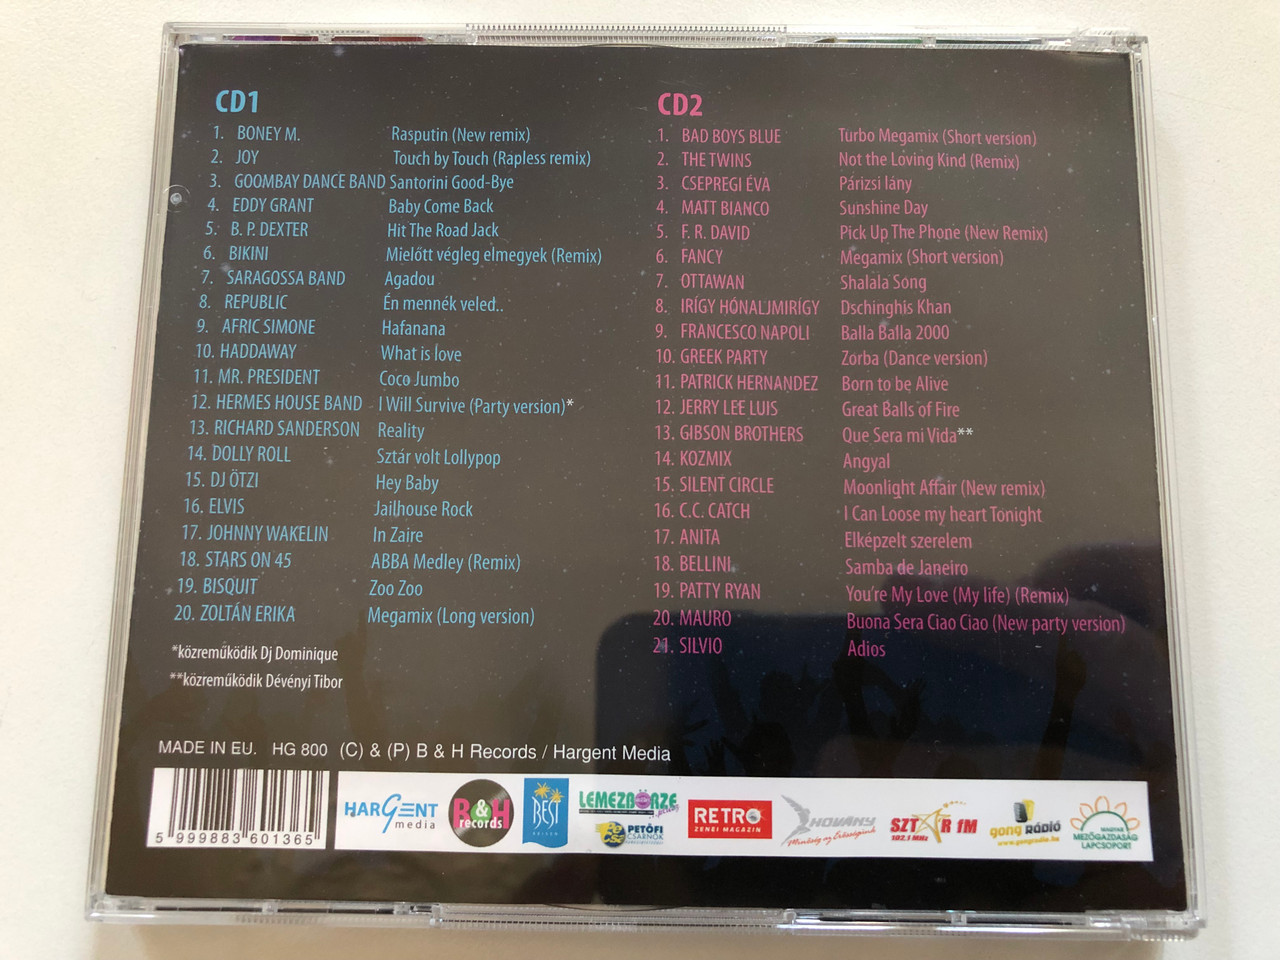 CD1
1. BONEY M. Rasputin (New remix)
2. JOY Touch by Touch (Rapless remix)
3. GOOMBAY DANCE BAND Santorini Good-Bye
4. EDDY GRANT Baby Come Back
5. B. P. DEXTER Hit The Road Jack
6. BIKINI Mielőtt végleg elmegyek (Remix)
7. SARAGOSSA BAND Agadou
8. REPUBLIC Én mennék veled..
9. AFRIC SIMONE Hafanana
10. HADDAWAY What is love
11. MR. PRESIDENT Coco Jumbo
12. HERMES HOUSE BAND I Will Survive (Party version)*
13. RICHARD SANDERSON Reality
14. DOLLY ROLL Sztár volt Lollypop
15. DJ ÖTZI Hey Baby
16. ELVIS Jailhouse Rock
17. JOHNNY WAKELIN In Zaire
18. STARS ON 45 ABBA Medley (Remix)
19. BISQUIT Zoo Zoo
20. ZOLTÁN ERIKA Megamix (Long version)
*közreműködik Dj Dominique
**közreműködik Dévényi Tibor
CD2
1. BAD BOYS BLUE Turbo Megamix (Short version)
2. THE TWINS Not the Loving Kind (Remix)
3. CSEPREGI ÉVA Párizsi lány
4. MATT BIANCO Sunshine Day
5. F. R. DAVID Pick Up The Phone (New Remix)
6. FANCY Megamix (Short version)
7. OTTAWAN Shalala Song
8. IRÍGY HÓNALJMIRÍGY Dschinghis Khan
9. FRANCESCO NAPOLI Balla Balla 2000
10. GREEK PARTY Zorba (Dance version)
11. PATRICK HERNANDEZ Born to be Alive
12. JERRY LEE LUIS Great Balls of Fire
13. GIBSON BROTHERS Que Sera mi Vida**
14. KOZMIX Angyal
15. SILENT CIRCLE Moonlight Affair (New remix)
16. C.C. CATCH I Can Loose my heart Tonight
17. ANITA Elképzelt szerelem
18. BELLINI Samba de Janeiro
19. PATTY RYAN You're My Love (My life) (Remix)
20. MAURO Buona Sera Ciao Ciao (New party version)
21. SILVIO Adios
MADE IN EU. HG 800 (C) & (P) B & H Records / Hargent Media
5 999883 601365
HARGENT media
B&H records
BEST
LEMEZBÖRZE
PETŐFI CSARNOK
RETRO ZENEI MAGAZIN
HOVÁNY
Minőség az Édességünk
SZTÁR FM
102.1 MHz
gong RÁDIÓ
www.gongradio.hu
MAGYAR MEZŐGAZDASÁG LAPCSOPORT